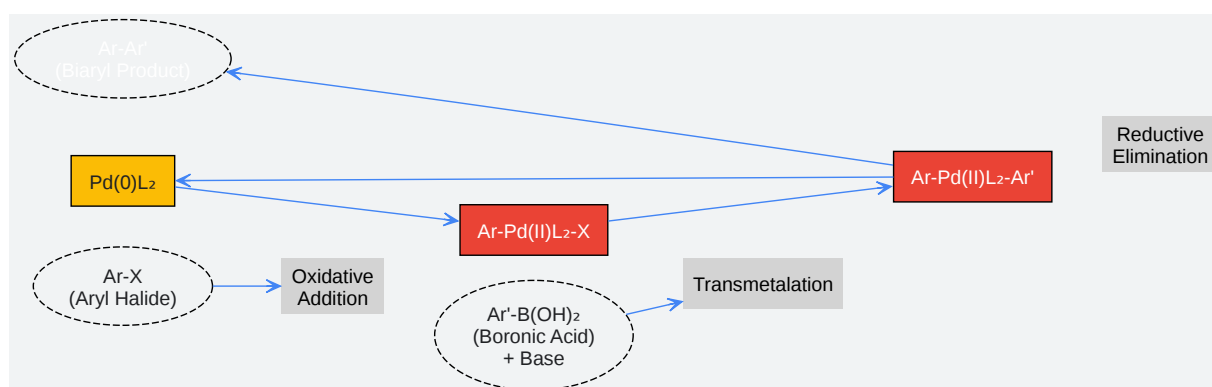 Ar-Ar'
(Biaryl Product)
Reductive
Elimination
Pd(0)L₂
Ar-Pd(II)L₂-Ar'
Ar-Pd(II)L₂-X
Ar-X
(Aryl Halide)
Oxidative
Addition
Transmetalation
Ar'-B(OH)₂
(Boronic Acid)
+ Base